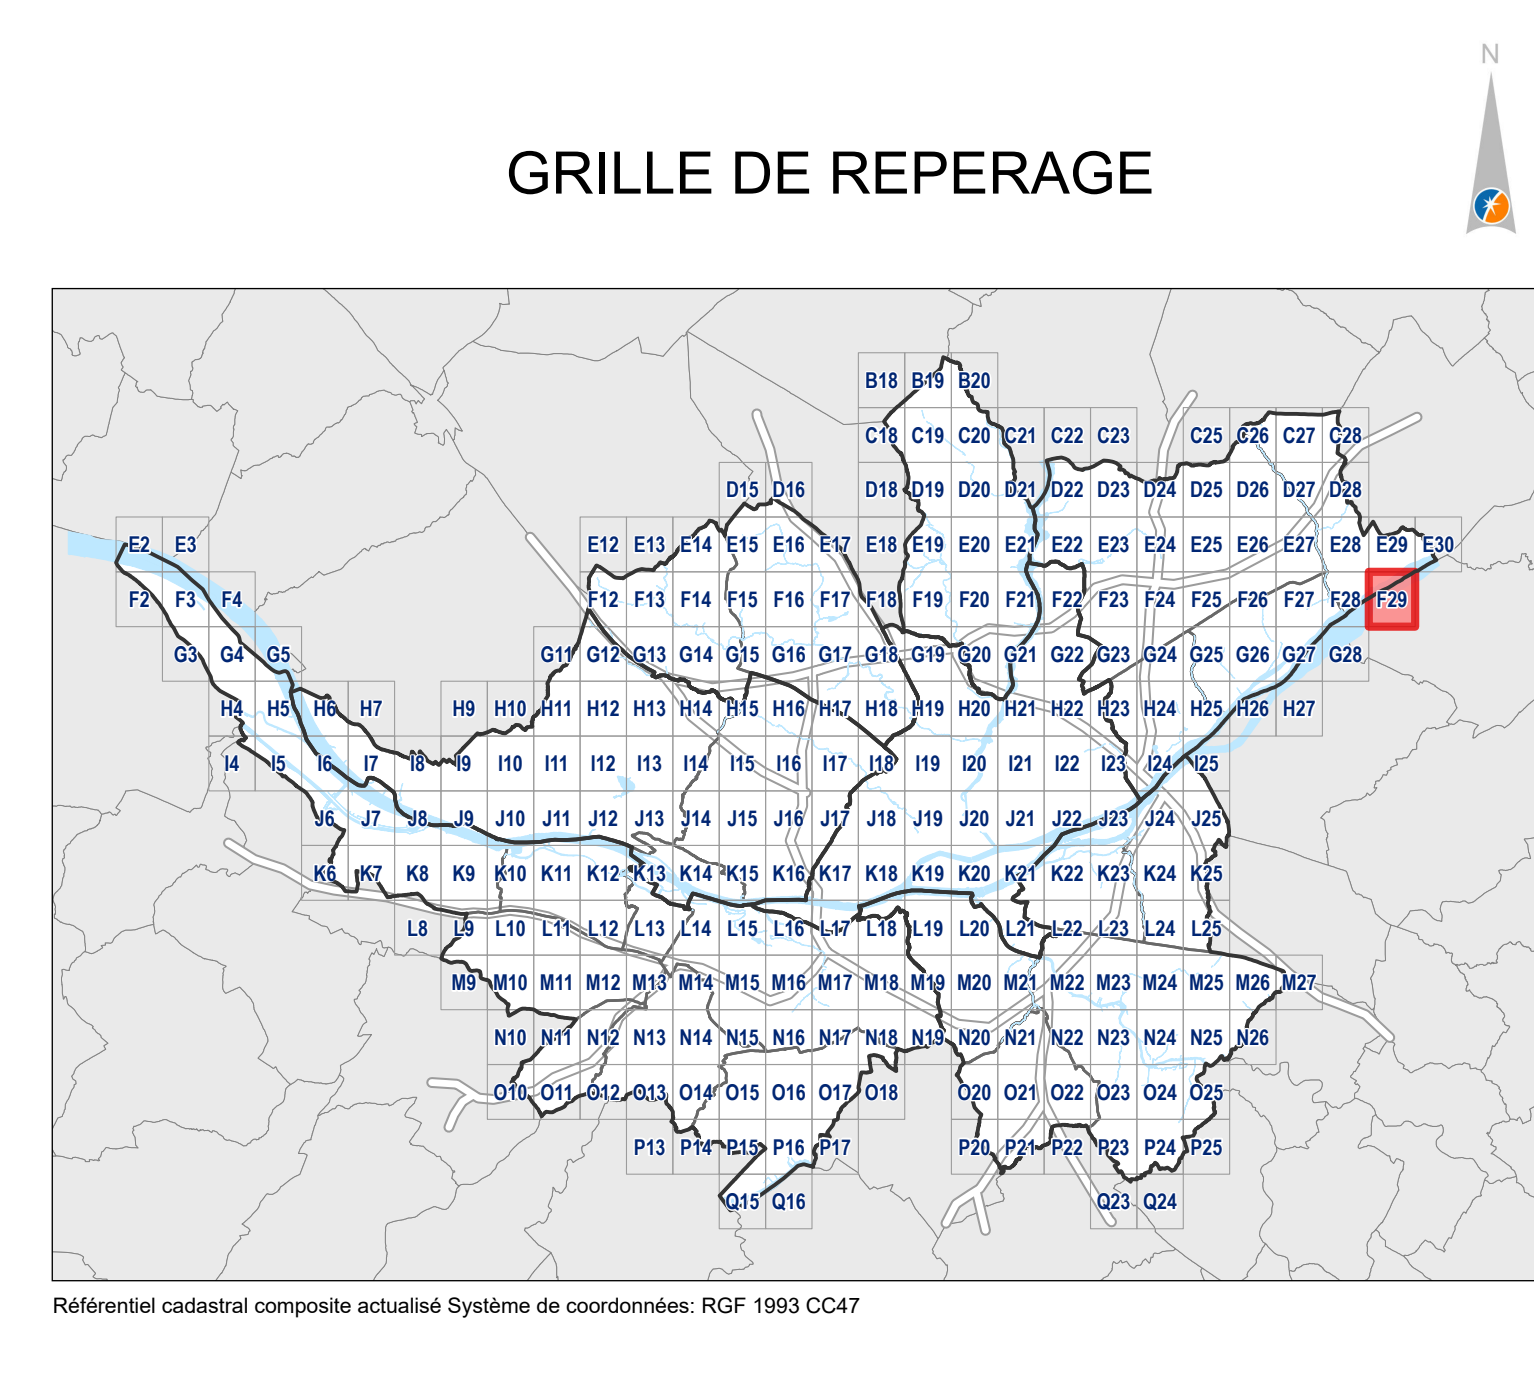 N
GRILLE DE REPERAGE
B18 B19 B20
C18 C19 C20 C21 C22 C23 C25 C26 C27 C28
D15 D16 D18 D19 D20 D21 D22 D23 D24 D25 D26 D27 D28
E2 E3 E12 E13 E14 E15 E16 E17 E18 E19 E20 E21 E22 E23 E24 E25 E26 E27 E28 E29 E30
F2 F3 F4 F12 F13 F14 F15 F16 F17 F18 F19 F20 F21 F22 F23 F24 F25 F26 F27 F28 F29
G3 G4 G5 G11 G12 G13 G14 G15 G16 G17 G18 G19 G20 G21 G22 G23 G24 G25 G26 G27 G28
H4 H5 H6 H7 H9 H10 H11 H12 H13 H14 H15 H16 H17 H18 H19 H20 H21 H22 H23 H24 H25 H26 H27
I4 I5 I6 I7 I8 I9 I10 I11 I12 I13 I14 I15 I16 I17 I18 I19 I20 I21 I22 I23 I24 I25
J6 J7 J8 J9 J10 J11 J12 J13 J14 J15 J16 J17 J18 J19 J20 J21 J22 J23 J24 J25
K6 K7 K8 K9 K10 K11 K12 K13 K14 K15 K16 K17 K18 K19 K20 K21 K22 K23 K24 K25
L8 L9 L10 L11 L12 L13 L14 L15 L16 L17 L18 L19 L20 L21 L22 L23 L24 L25
M9 M10 M11 M12 M13 M14 M15 M16 M17 M18 M19 M20 M21 M22 M23 M24 M25 M26 M27
N10 N11 N12 N13 N14 N15 N16 N17 N18 N19 N20 N21 N22 N23 N24 N25 N26
O10 O11 O12 O13 O14 O15 O16 O17 O18 O20 O21 O22 O23 O24 O25
P13 P14 P15 P16 P17 P20 P21 P22 P23 P24 P25
Q15 Q16 Q23 Q24
Référentiel cadastral composite actualisé Système de coordonnées: RGF 1993 CC47